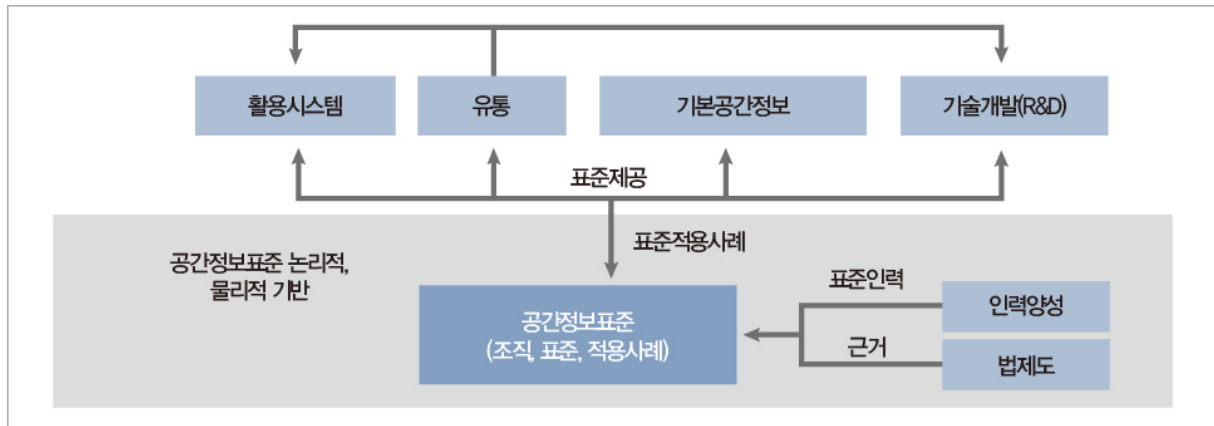 활용시스템
유통
기본공간정보
기술개발(R&D)
표준제공
표준적용사례
공간정보표준 논리적,
물리적 기반
공간정보표준
(조직, 표준, 적용사례)
표준인력
인력양성
근거
법제도